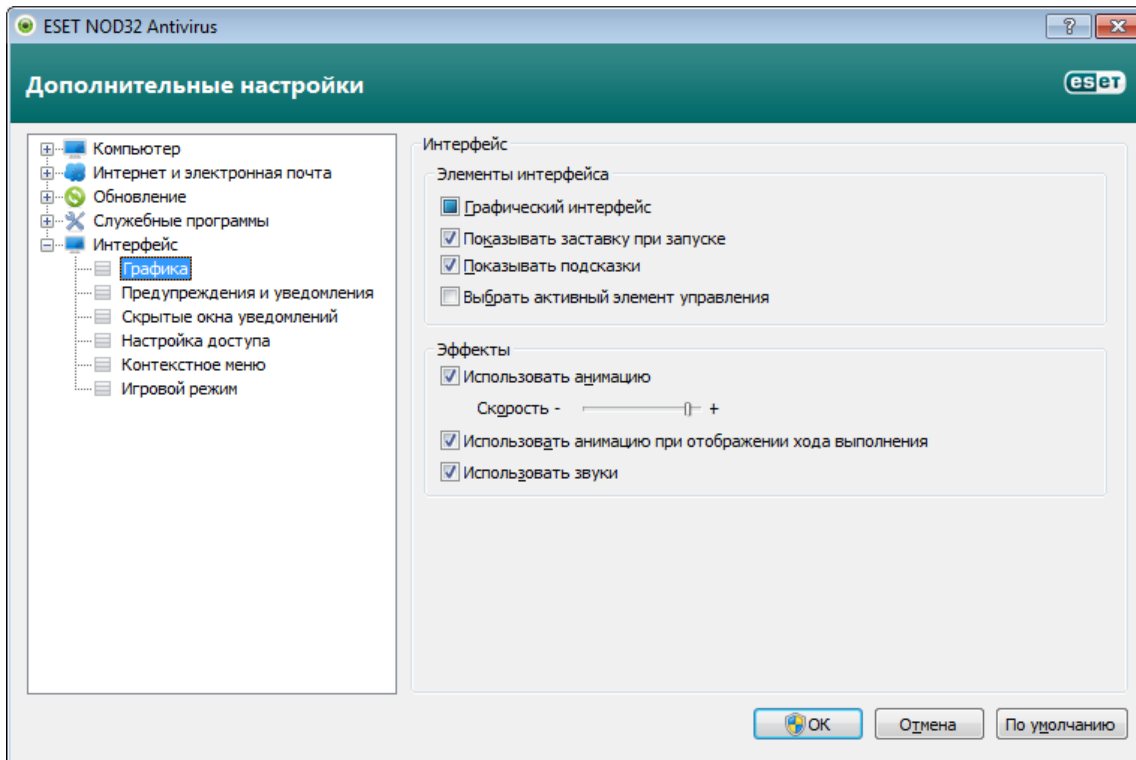 ESET NOD32 Antivirus
Дополнительные настройки
eset
Компьютер
Интернет и электронная почта
Обновление
Служебные программы
Интерфейс
Графика
Предупреждения и уведомления
Скрытые окна уведомлений
Настройка доступа
Контекстное меню
Игровой режим
Интерфейс
Элементы интерфейса
Графический интерфейс
Показывать заставку при запуске
Показывать подсказки
Выбрать активный элемент управления
Эффекты
Использовать анимацию
Скорость - +
Использовать анимацию при отображении хода выполнения
Использовать звуки
OK
Отмена
По умолчанию